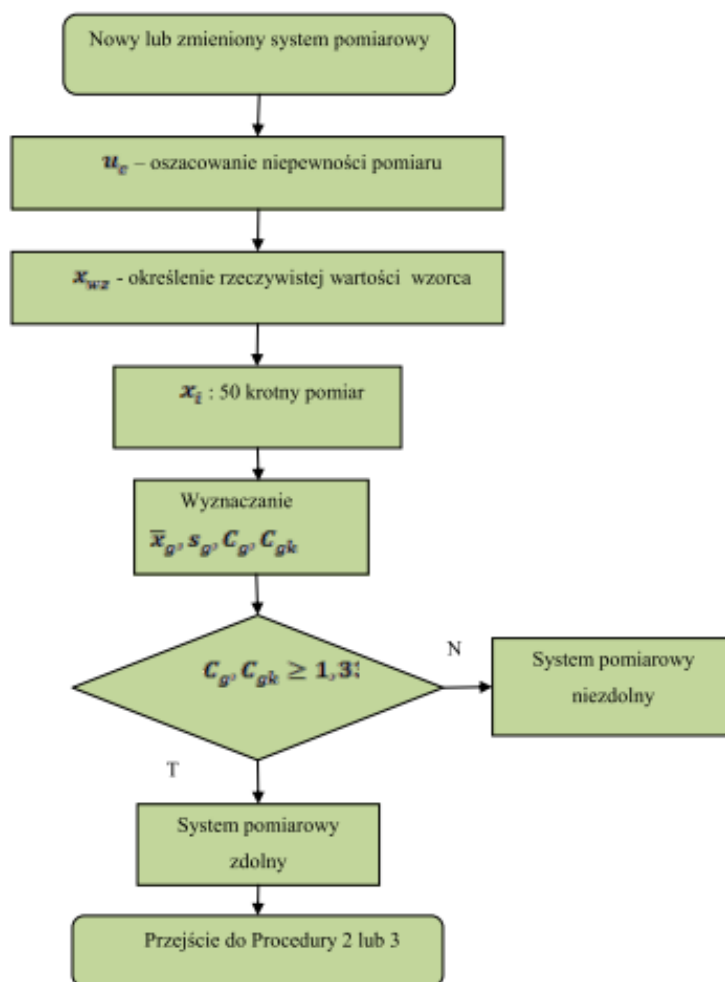 Nowy lub zmieniony system pomiarowy
u_c – oszacowanie niepewności pomiaru
x_wz - określenie rzeczywistej wartości wzorca
x_i : 50 krotny pomiar
Wyznaczanie
x̅_g, s_g, C_g, C_gk
C_g, C_gk ≥ 1,3
N
System pomiarowy
niezdolny
T
System pomiarowy
zdolny
Przejście do Procedury 2 lub 3